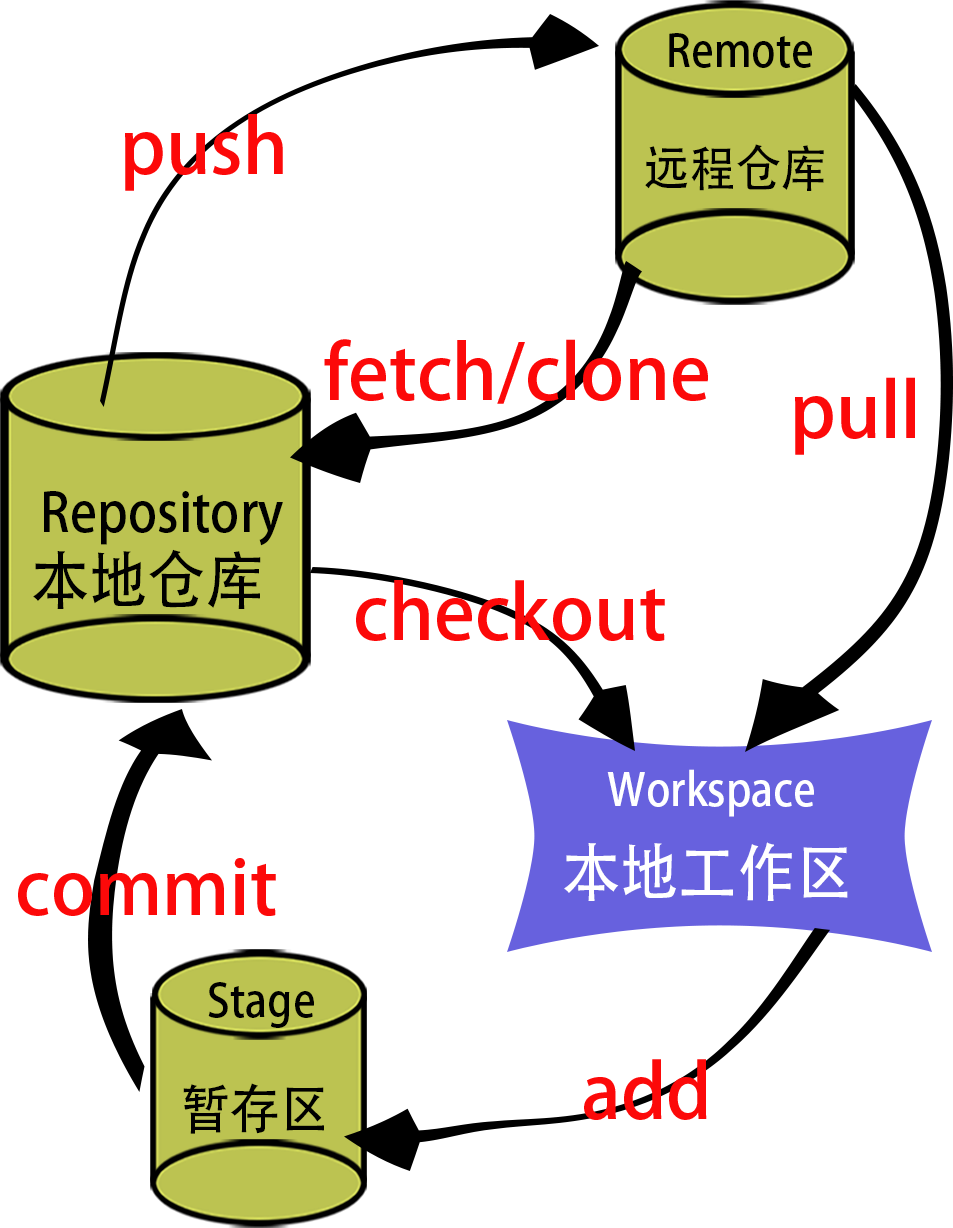 Remote
远程仓库
push
fetch/clone
pull
Repository
本地仓库
checkout
Workspace
本地工作区
commit
Stage
暂存区
add